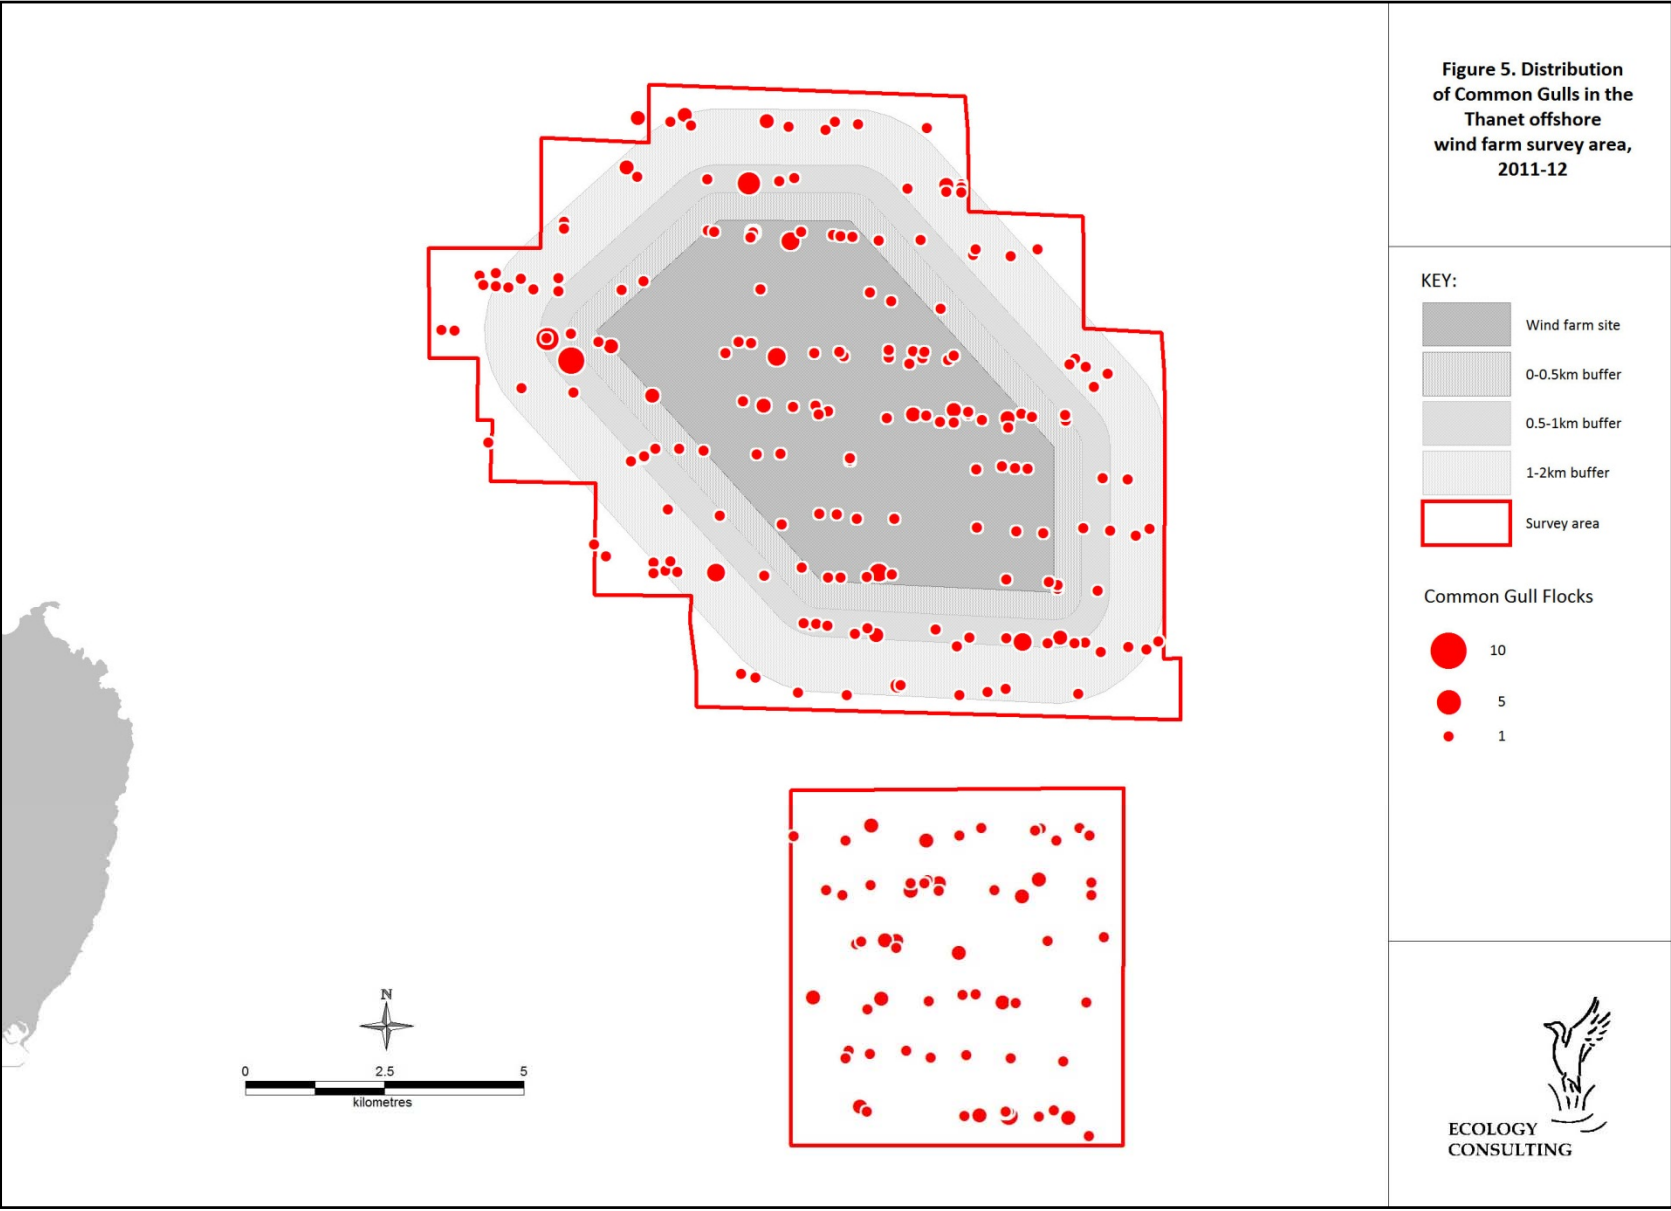 Figure 5. Distribution
of Common Gulls in the
Thanet offshore
wind farm survey area,
2011-12
KEY:
Wind farm site
0-0.5km buffer
0.5-1km buffer
1-2km buffer
Survey area
Common Gull Flocks
10
5
1
N
0 2.5 5
kilometres
ECOLOGY
CONSULTING